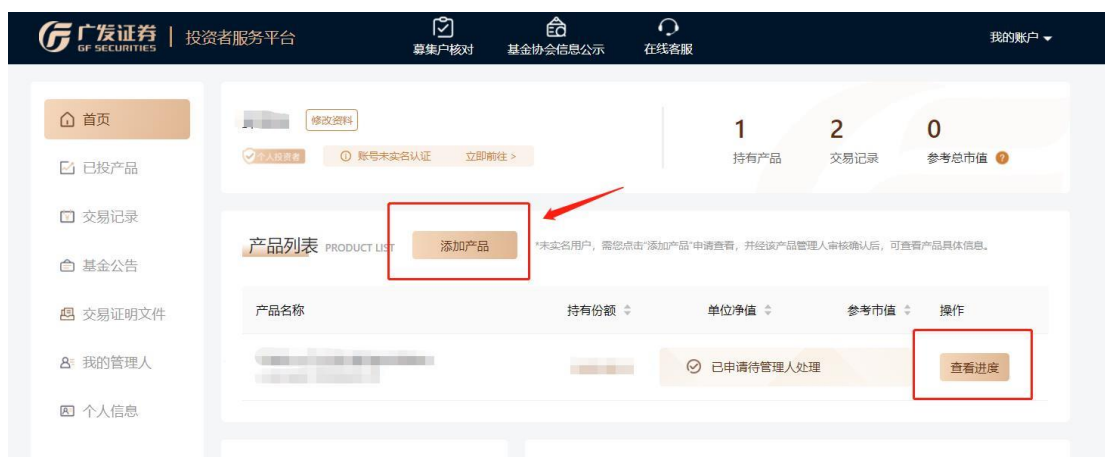 广发证券 | 投资者服务平台
GF SECURITIES
募集户核对
基金协会信息公示
在线客服
我的账户
首页
已投产品
交易记录
基金公告
交易证明文件
我的管理人
个人信息
修改资料
个人投资者
账号未实名认证 立即前往 >
1
持有产品
2
交易记录
0
参考总市值 ?
产品列表 PRODUCT LIST
添加产品
*未实名用户，需您点击"添加产品"申请查看，并经该产品管理人审核确认后，可查看产品具体信息。
产品名称 持有份额 单位净值 参考市值 操作
已申请待管理人处理
查看进度